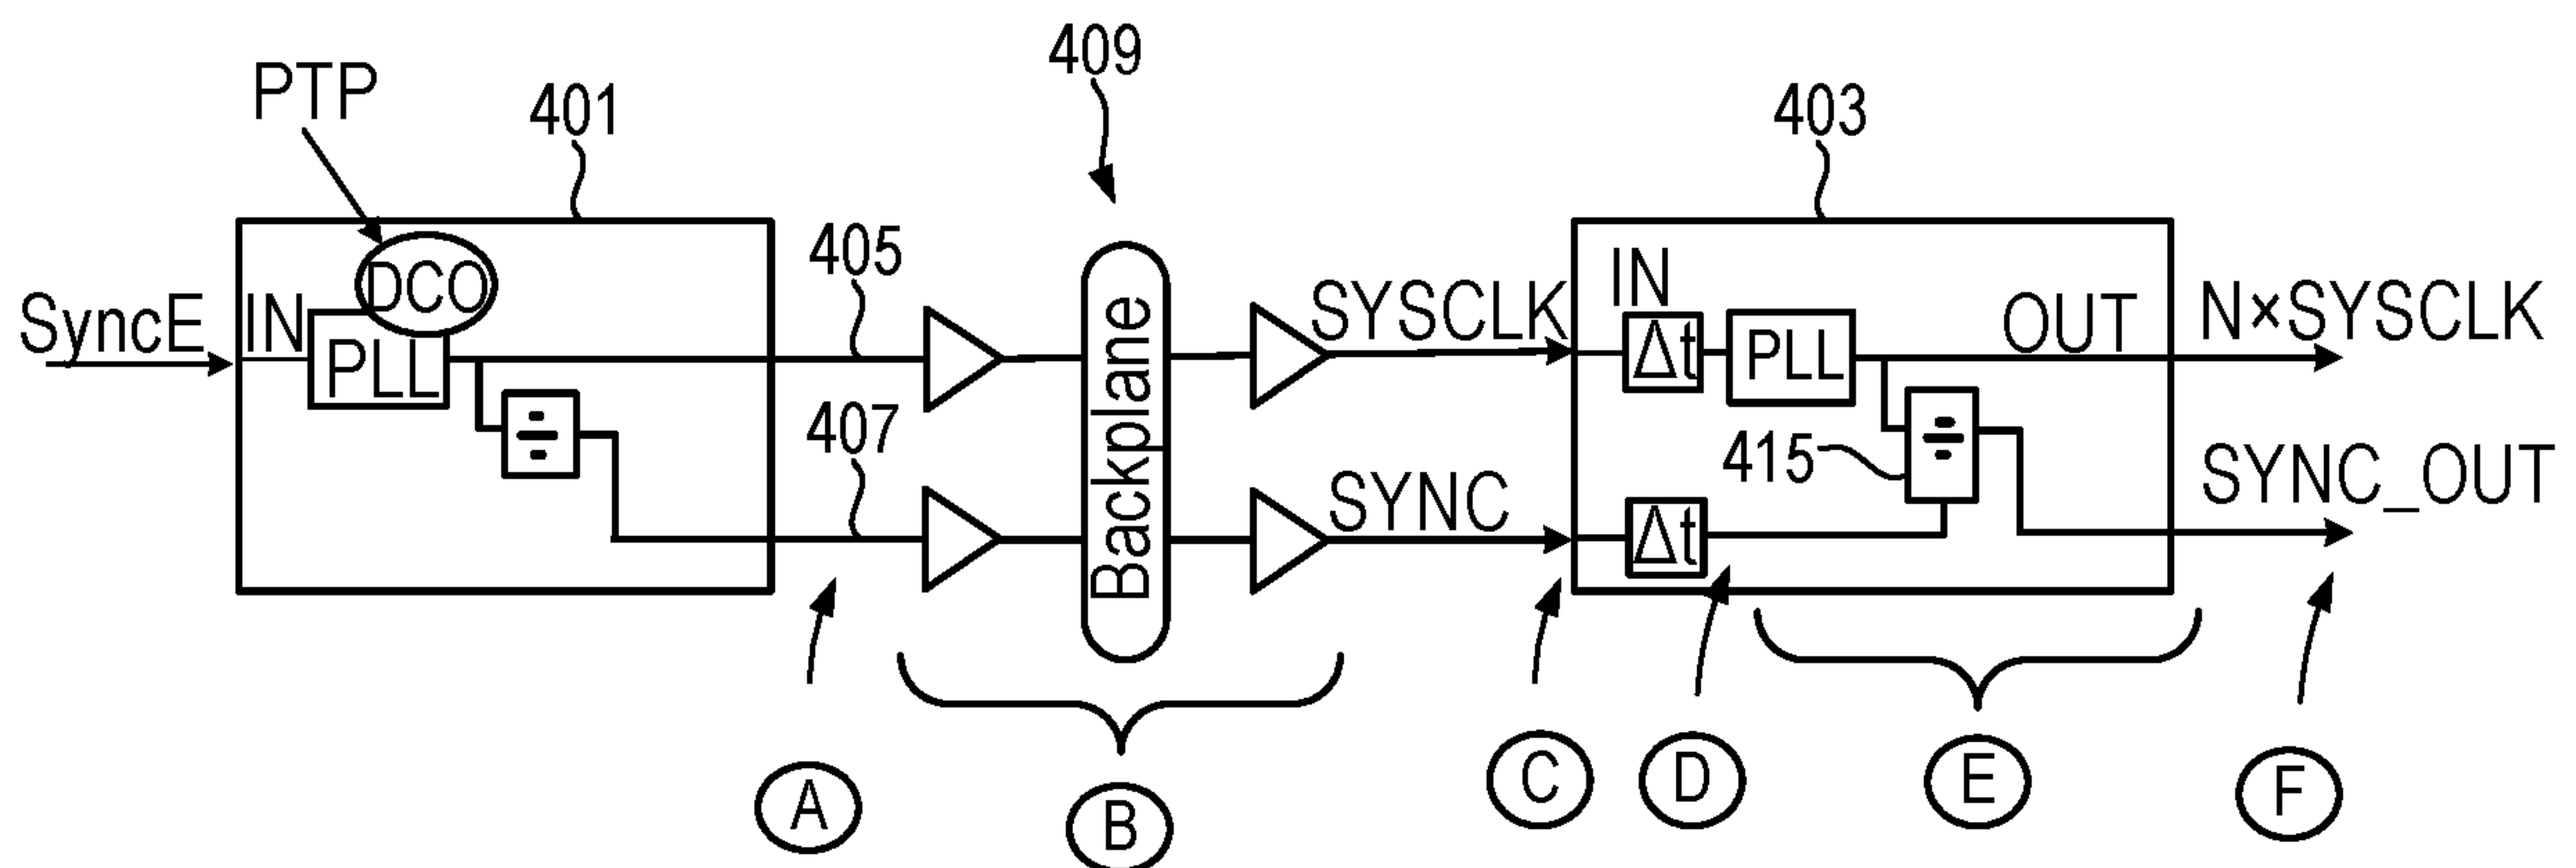 409
PTP
401
403
405
SyncE
IN
DCO
PLL
SYSCLK
IN
Δt
PLL
OUT
N×SYSCLK
÷
407
Backplane
SYNC
415
÷
SYNC_OUT
Δt
A
B
C
D
E
F